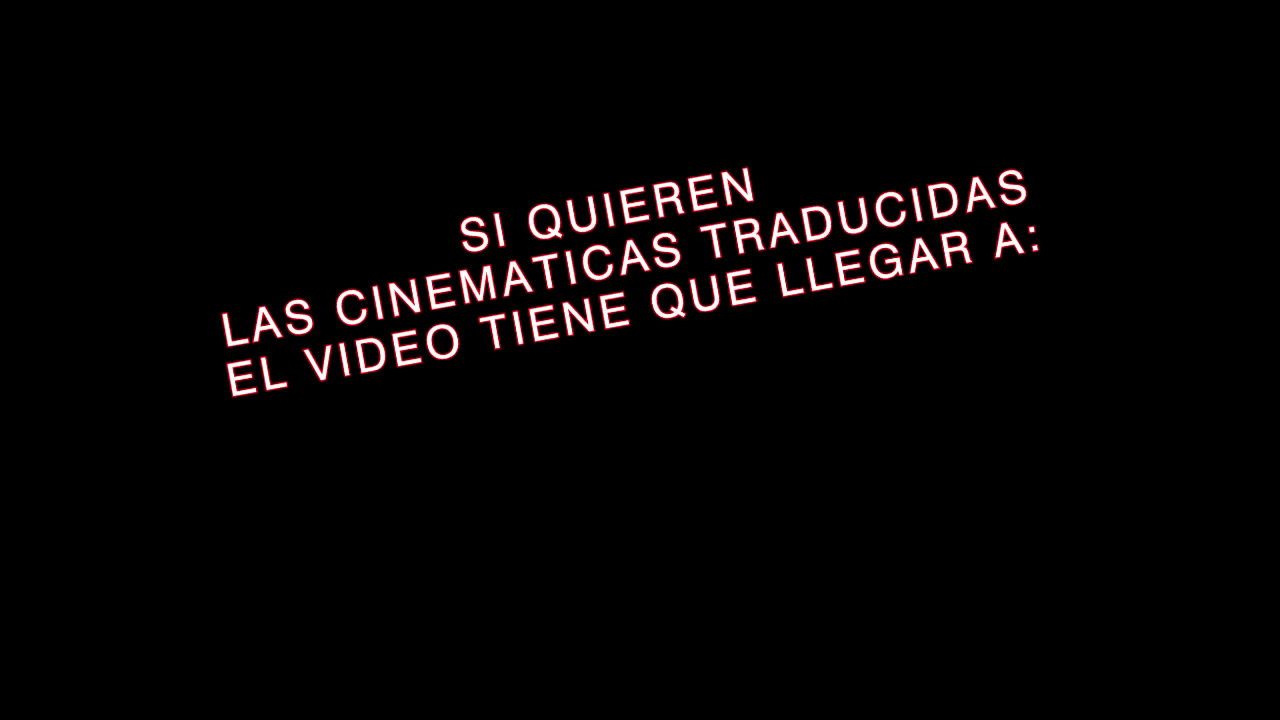 SI QUIEREN
LAS CINEMATICAS TRADUCIDAS
EL VIDEO TIENE QUE LLEGAR A: